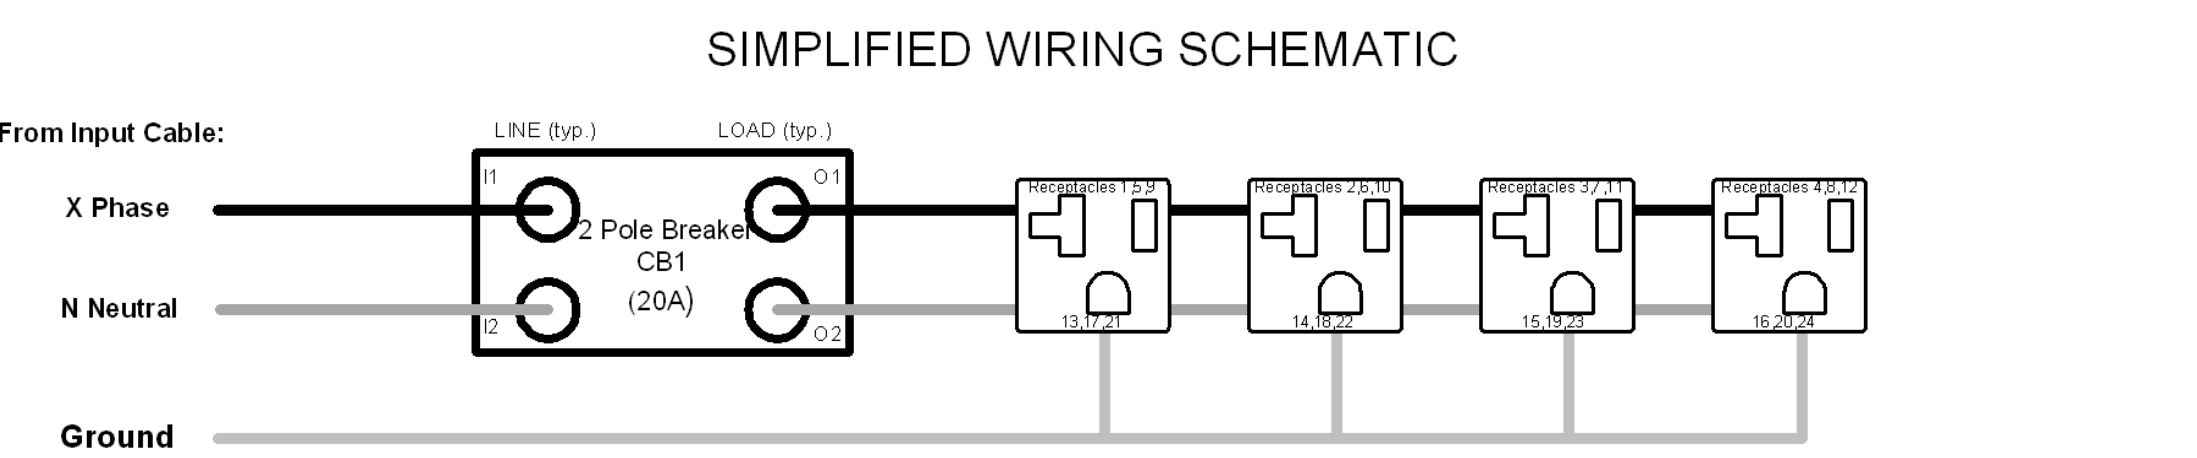 SIMPLIFIED WIRING SCHEMATIC
From Input Cable:
LINE (typ.)
LOAD (typ.)
I1
O1
X Phase
2 Pole Breaker
CB1
(20A)
N Neutral
I2
O2
Receptacles 1,5,9
13,17,21
Receptacles 2,6,10
14,18,22
Receptacles 3,7,11
15,19,23
Receptacles 4,8,12
16,20,24
Ground